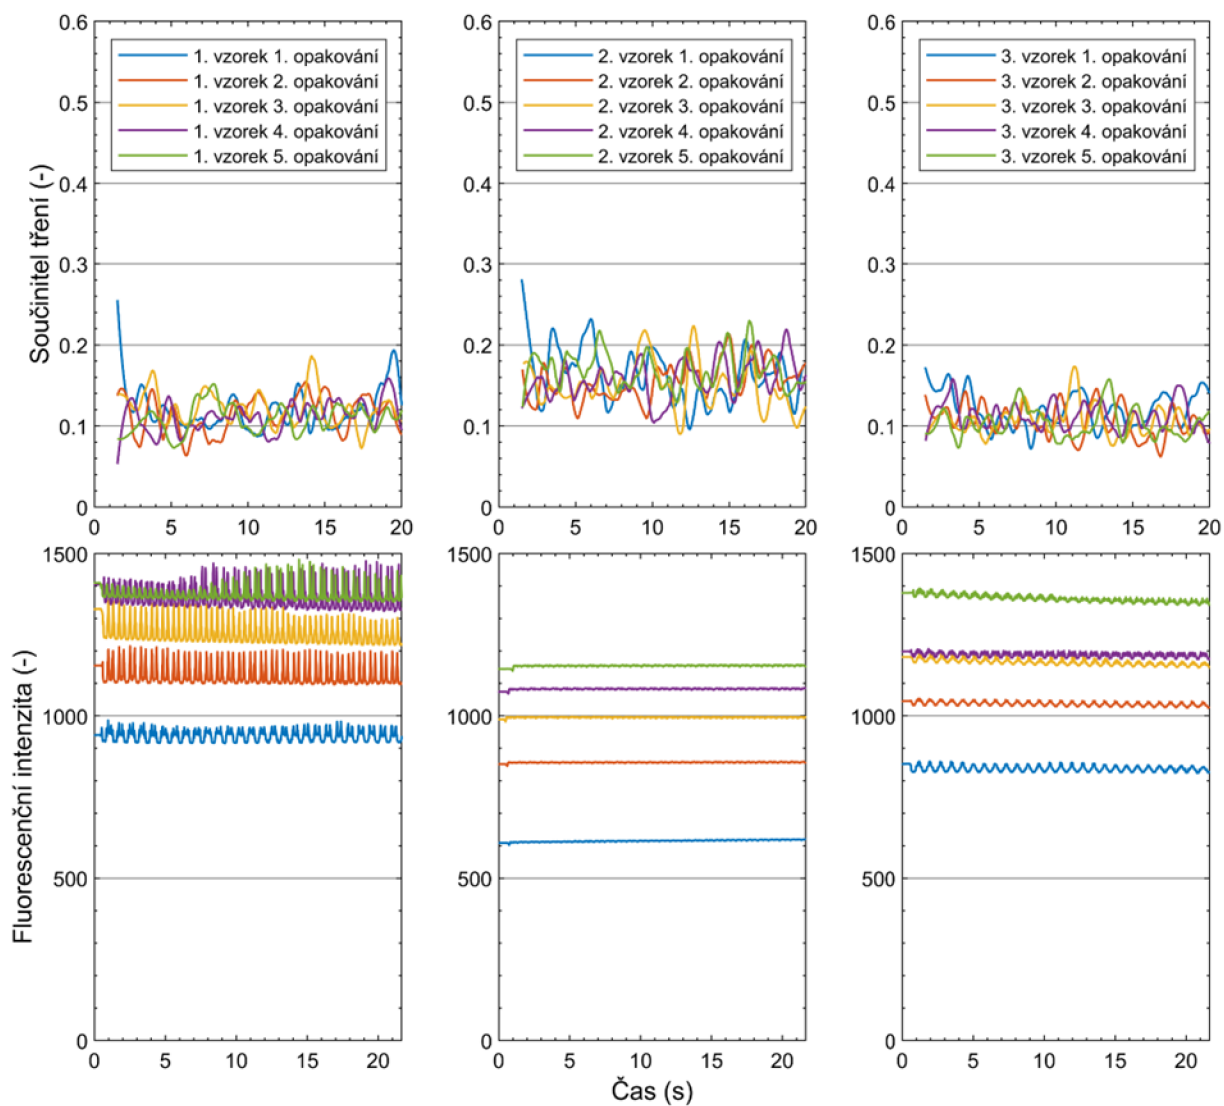 0.6
0.5
0.4
0.3
0.2
0.1
0
0 5 10 15 20
Součinitel tření (-)
1. vzorek 1. opakování
1. vzorek 2. opakování
1. vzorek 3. opakování
1. vzorek 4. opakování
1. vzorek 5. opakování
0.6
0.5
0.4
0.3
0.2
0.1
0
0 5 10 15 20
2. vzorek 1. opakování
2. vzorek 2. opakování
2. vzorek 3. opakování
2. vzorek 4. opakování
2. vzorek 5. opakování
0.6
0.5
0.4
0.3
0.2
0.1
0
0 5 10 15 20
3. vzorek 1. opakování
3. vzorek 2. opakování
3. vzorek 3. opakování
3. vzorek 4. opakování
3. vzorek 5. opakování
1500
1000
500
0
0 5 10 15 20
Fluorescenční intenzita (-)
1500
1000
500
0
0 5 10 15 20
Čas (s)
1500
1000
500
0
0 5 10 15 20